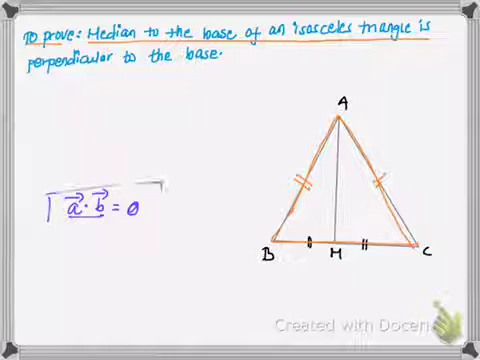 To prove: Median to the base of an isosceles triangle is
perpendicular to the base.
A
a · b = 0
B
M
C
Created with Doceri